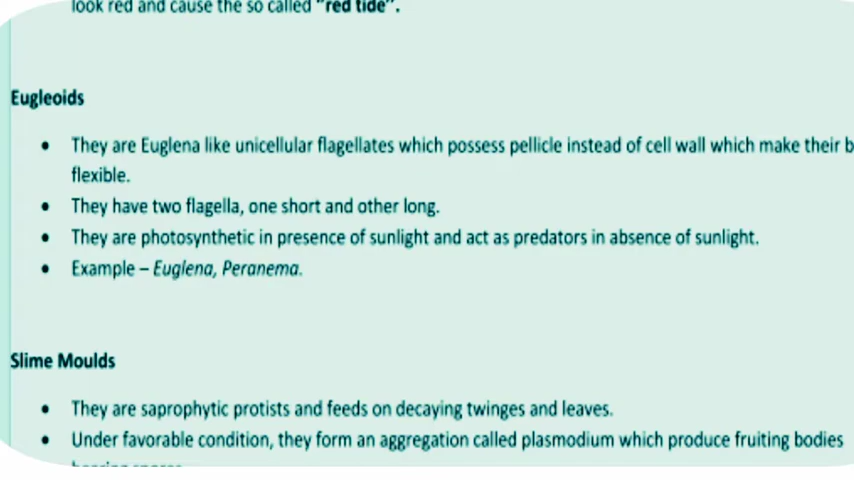 look red and cause the so called "red tide".
Eugleoids
• They are Euglena like unicellular flagellates which possess pellicle instead of cell wall which make their
flexible.
• They have two flagella, one short and other long.
• They are photosynthetic in presence of sunlight and act as predators in absence of sunlight.
• Example – Euglena, Peranema.
Slime Moulds
• They are saprophytic protists and feeds on decaying twinges and leaves.
• Under favorable condition, they form an aggregation called plasmodium which produce fruiting bodies